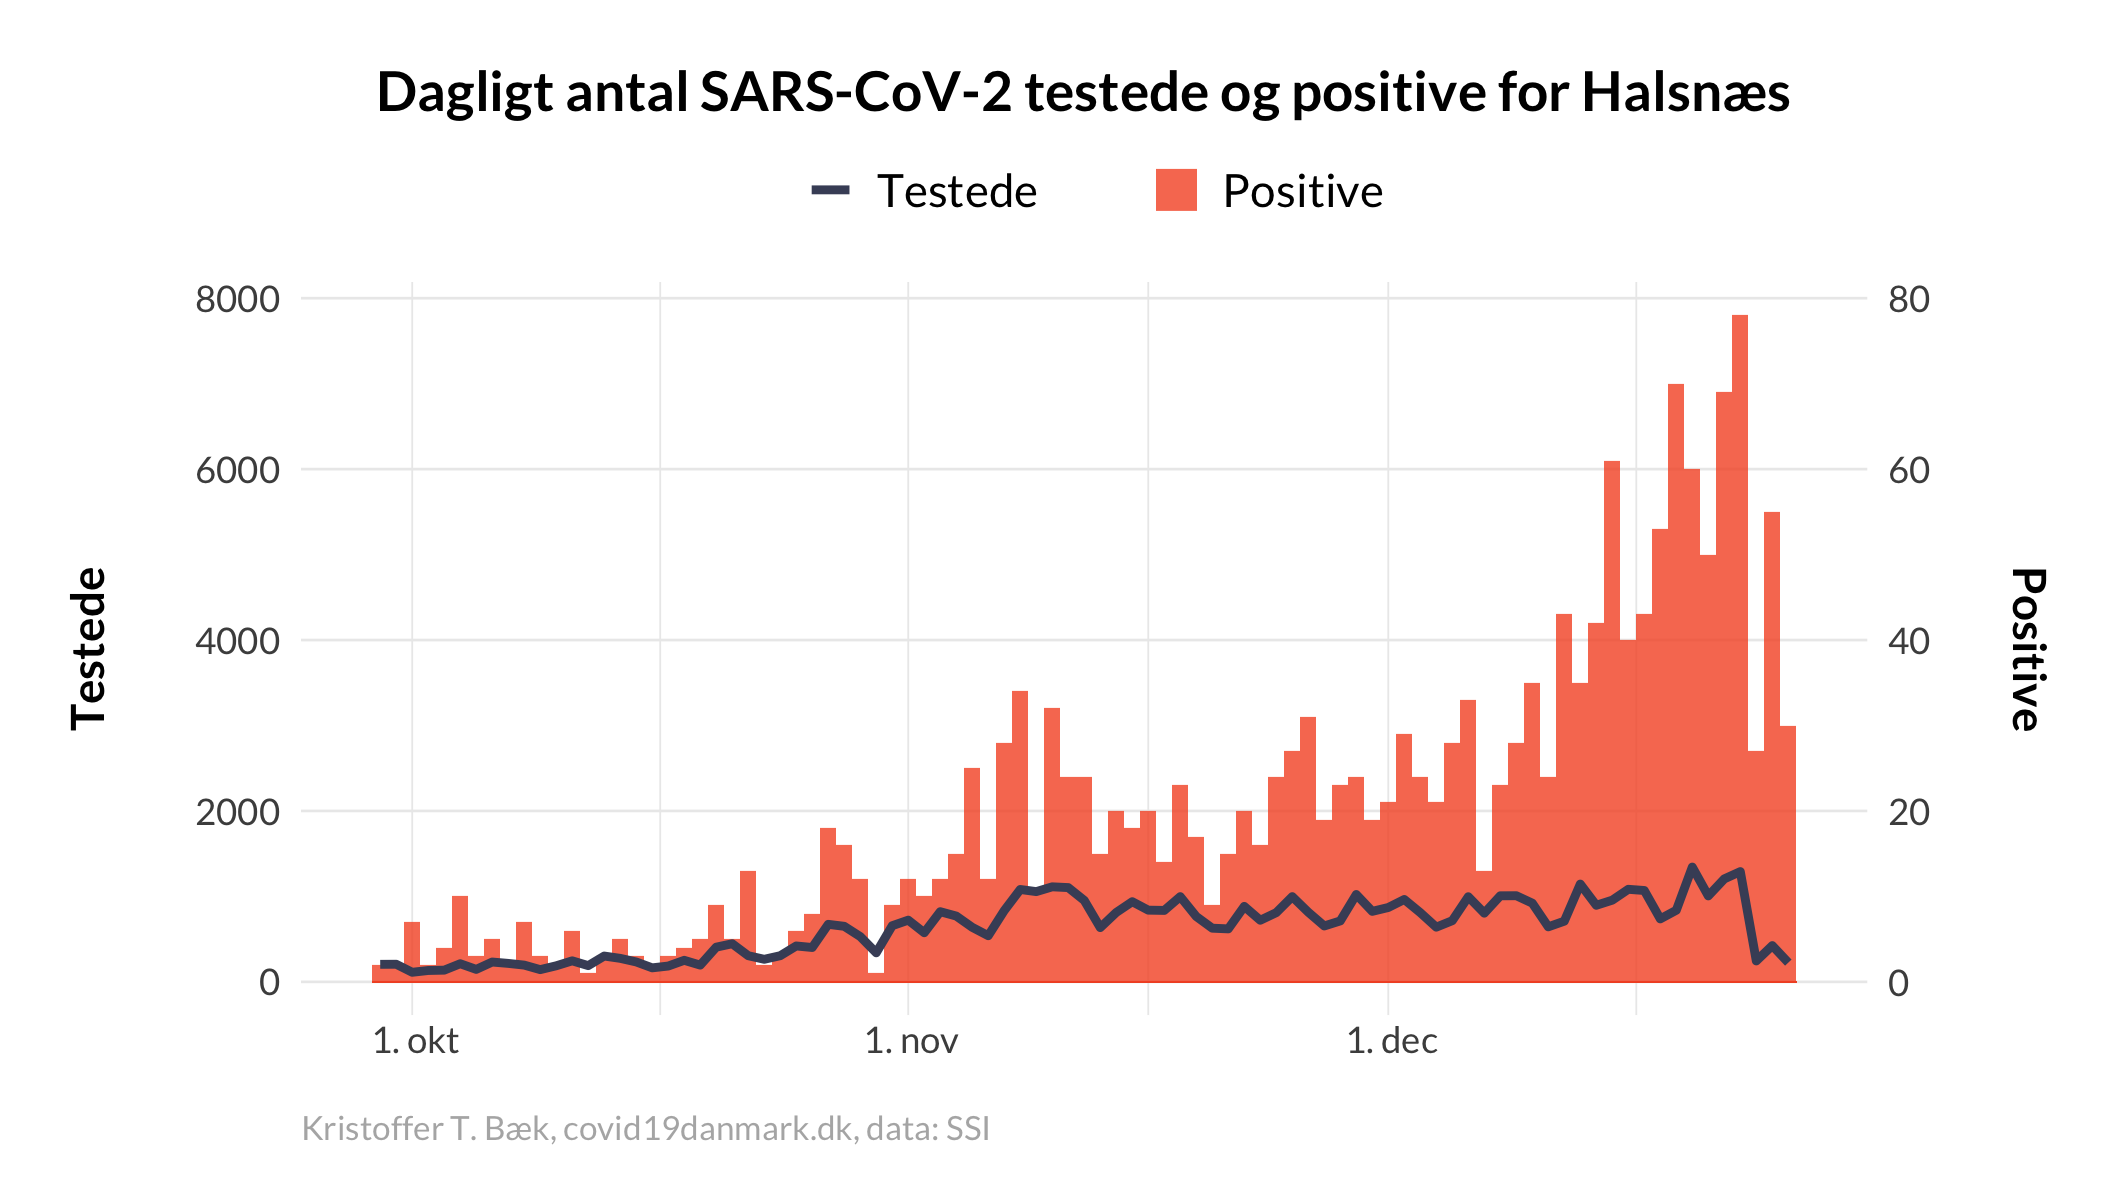 Dagligt antal SARS-CoV-2 testede og positive for Halsnæs
Testede
Positive
8000
6000
4000
2000
0
80
60
40
20
0
Testede
Positive
1. okt
1. nov
1. dec
Kristoffer T. Bæk, covid19danmark.dk, data: SSI